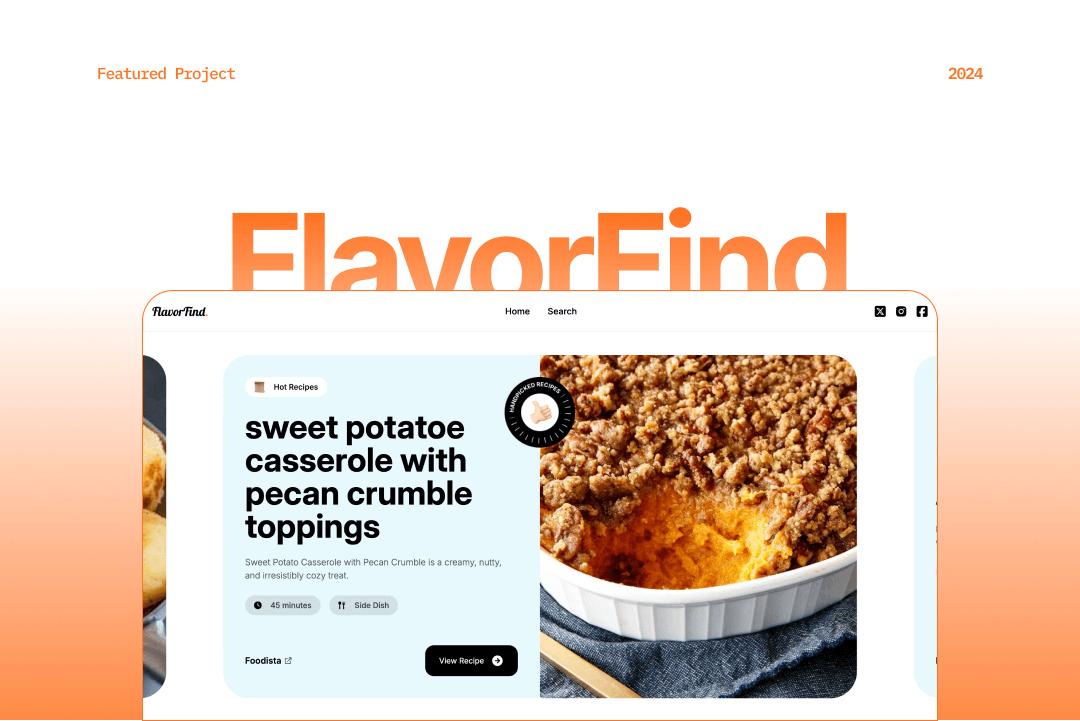 Featured Project
2024
FlavorFind
FlavorFind.
Home
Search
Hot Recipes
HANDPICKED RECIPES
sweet potatoe
casserole with
pecan crumble
toppings
Sweet Potato Casserole with Pecan Crumble is a creamy, nutty,
and irresistibly cozy treat.
45 minutes
Side Dish
Foodista
View Recipe